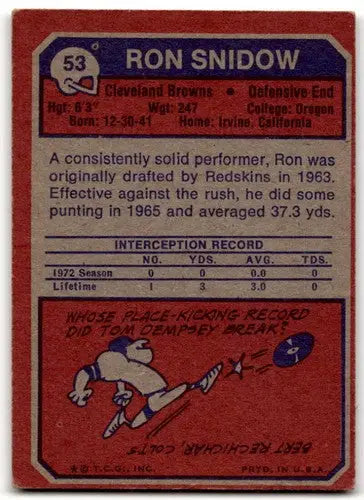 53
RON SNIDOW
Cleveland Browns • Defensive End
Hgt: 6'3" Wgt: 247 College: Oregon
Born: 12-30-41 Home: Irvine, California
A consistently solid performer, Ron was
originally drafted by Redskins in 1963.
Effective against the rush, he did some
punting in 1965 and averaged 37.3 yds.
INTERCEPTION RECORD
NO. YDS. AVG. TDS.
1972 Season 0 0 0.0 0
Lifetime 1 3 3.0 0
WHOSE PLACE-KICKING RECORD
DID TOM DEMPSEY BREAK?
BERT RECHICHAR, COLTS
* © T.C.G., INC. PRTD. IN U.S.A.